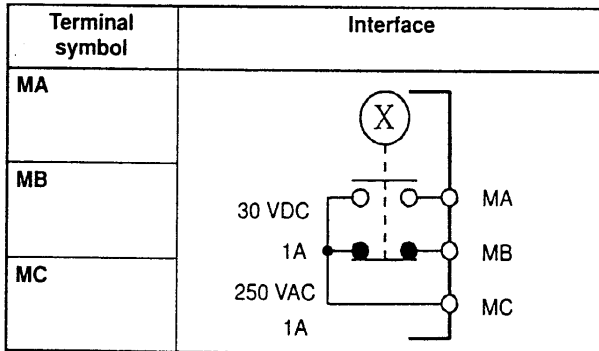 Terminal symbol
Interface
MA
MB
MC
X
30 VDC
1A
250 VAC
1A
MA
MB
MC